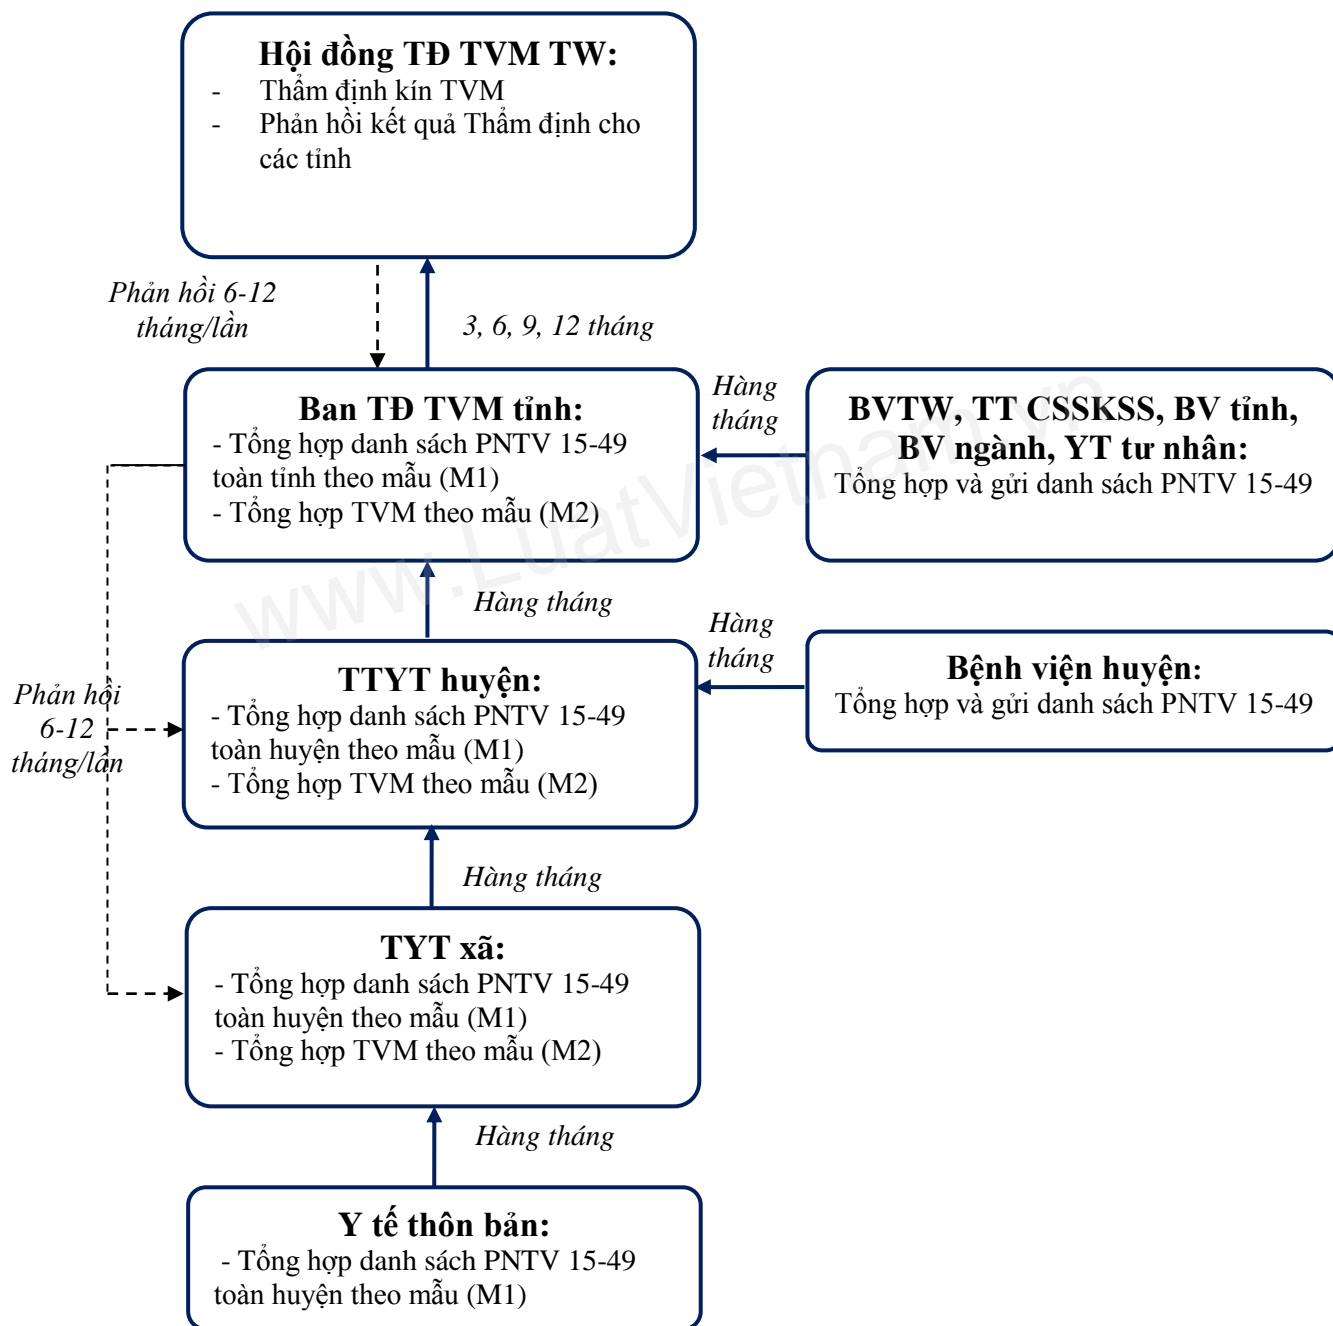 Hội đồng TĐ TVM TW:
- Thẩm định kín TVM
- Phản hồi kết quả Thẩm định cho
các tỉnh
Phản hồi 6-12
tháng/lần
3, 6, 9, 12 tháng
Ban TĐ TVM tỉnh:
- Tổng hợp danh sách PNTV 15-49
toàn tỉnh theo mẫu (M1)
- Tổng hợp TVM theo mẫu (M2)
Hàng
tháng
BVTW, TT CSSKSS, BV tỉnh,
BV ngành, YT tư nhân:
Tổng hợp và gửi danh sách PNTV 15-49
www.LuatVietnam.vn
Hàng tháng
TTYT huyện:
- Tổng hợp danh sách PNTV 15-49
toàn huyện theo mẫu (M1)
- Tổng hợp TVM theo mẫu (M2)
Hàng
tháng
Bệnh viện huyện:
Tổng hợp và gửi danh sách PNTV 15-49
Phản hồi
6-12
tháng/lần
Hàng tháng
TYT xã:
- Tổng hợp danh sách PNTV 15-49
toàn huyện theo mẫu (M1)
- Tổng hợp TVM theo mẫu (M2)
Hàng tháng
Y tế thôn bản:
- Tổng hợp danh sách PNTV 15-49
toàn huyện theo mẫu (M1)